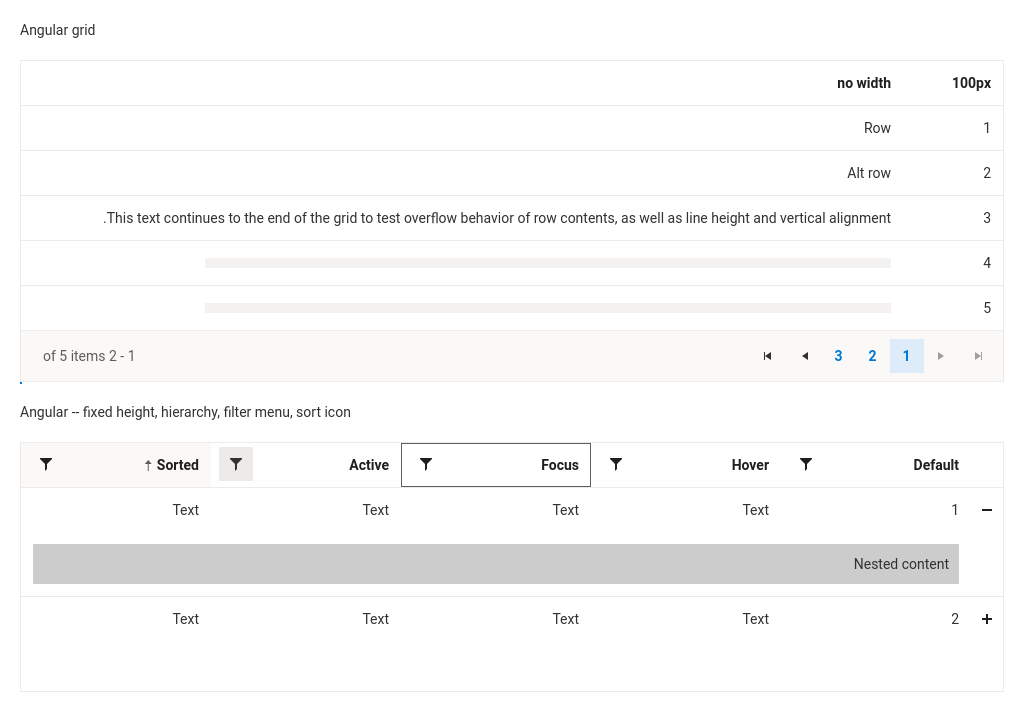 Angular grid
100px no width
1 Row
2 Alt row
3 .This text continues to the end of the grid to test overflow behavior of row contents, as well as line height and vertical alignment
4
5
1 2 3 of 5 items 2 - 1
Angular -- fixed height, hierarchy, filter menu, sort icon
Default Hover Focus Active Sorted
1 Text Text Text Text
Nested content
2 Text Text Text Text